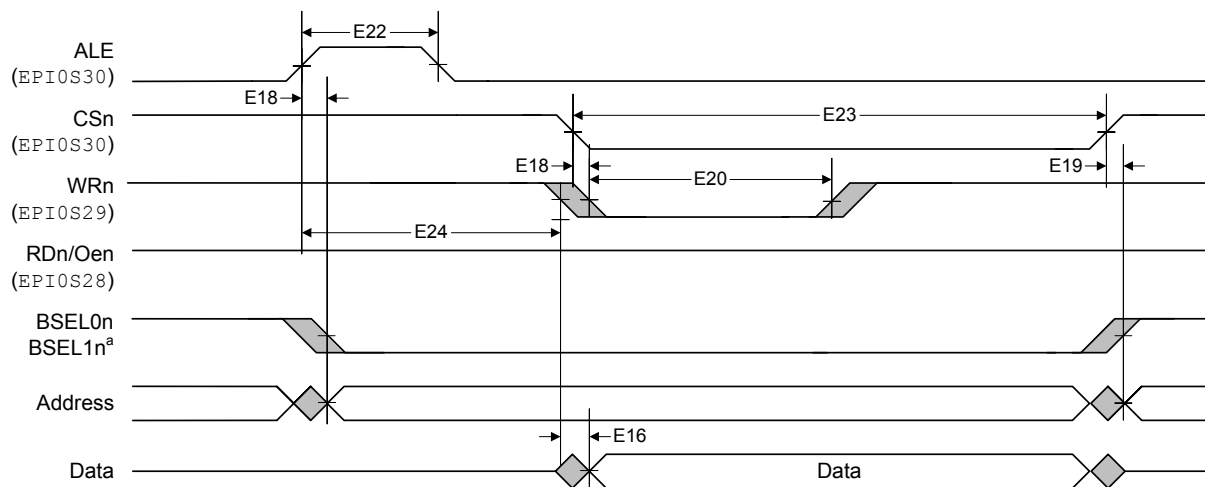 E22
ALE
(EPI0S30)
E18
CSn
E23
(EPI0S30)
E18
E20
E19
WRn
(EPI0S29)
E24
RDn/Oen
(EPI0S28)
BSEL0n
BSEL1nᵃ
Address
E16
Data
Data